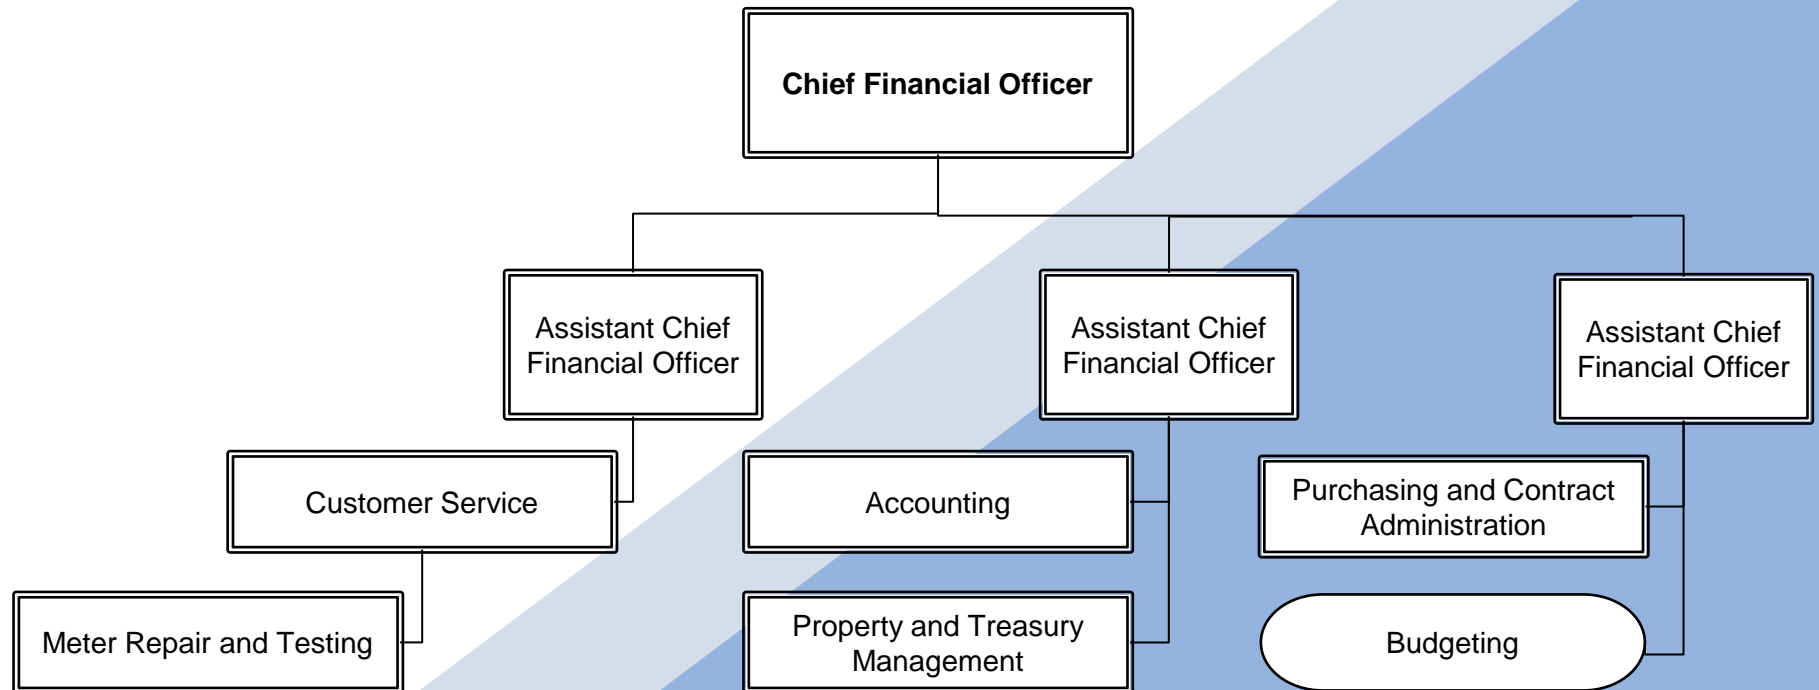 Chief Financial Officer
Assistant Chief
Financial Officer
Assistant Chief
Financial Officer
Assistant Chief
Financial Officer
Customer Service
Accounting
Purchasing and Contract
Administration
Meter Repair and Testing
Property and Treasury
Management
Budgeting